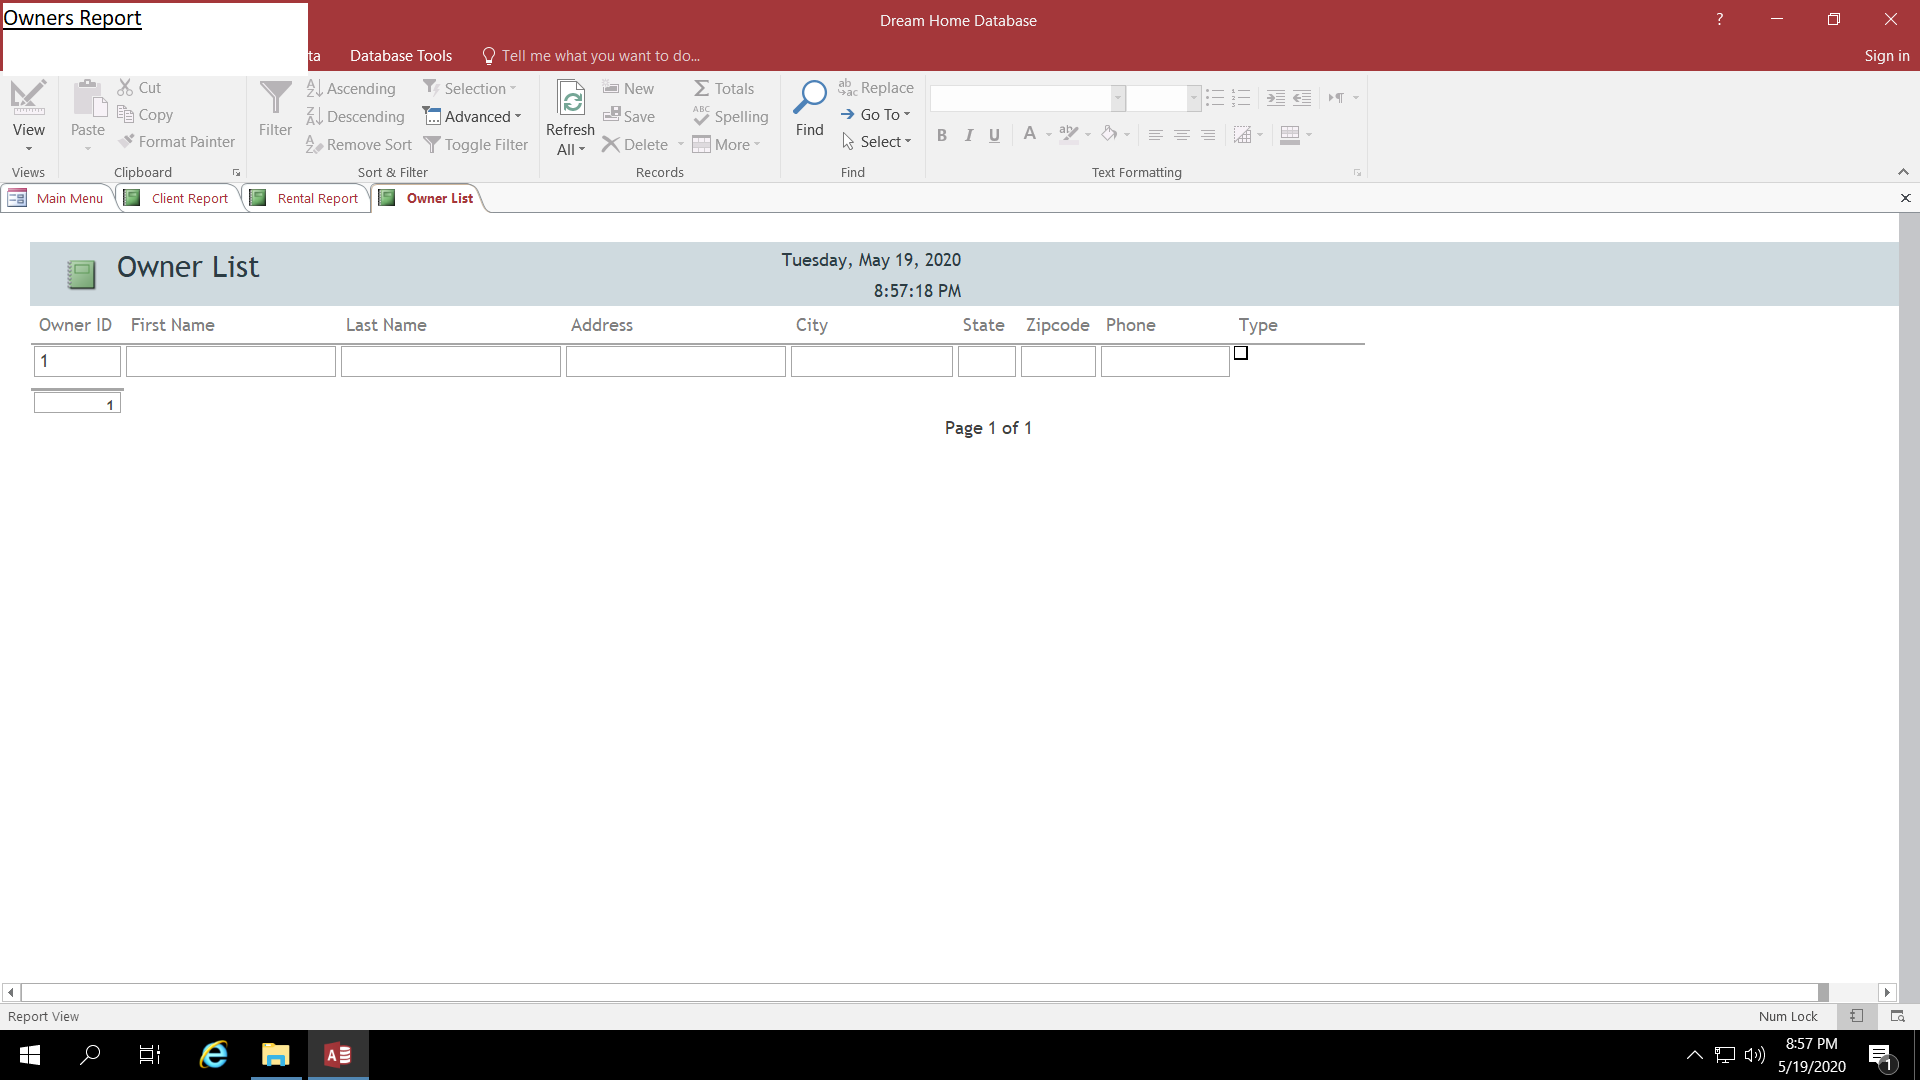 Owners Report
Dream Home Database
?
ta
Database Tools
Tell me what you want to do...
Sign in
View
Paste
Cut
Copy
Format Painter
Filter
Ascending
Descending
Remove Sort
Selection
Advanced
Toggle Filter
Refresh
All
New
Save
Delete
Totals
Spelling
More
Find
Replace
Go To
Select
B I U
A
Views
Clipboard
Sort & Filter
Records
Find
Text Formatting
Main Menu
Client Report
Rental Report
Owner List
Owner List
Tuesday, May 19, 2020
8:57:18 PM
Owner ID First Name Last Name Address City State Zipcode Phone Type
1
1
Page 1 of 1
Report View
Num Lock
8:57 PM
5/19/2020
1